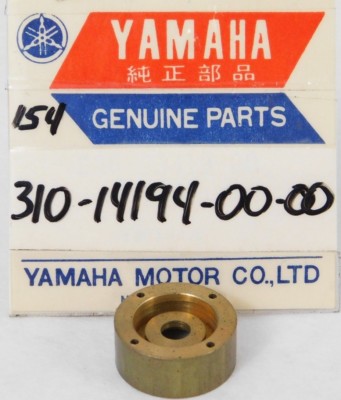 YAMAHA
純正部品
154
GENUINE PARTS
310-14194-00-00
YAMAHA MOTOR CO.,LTD